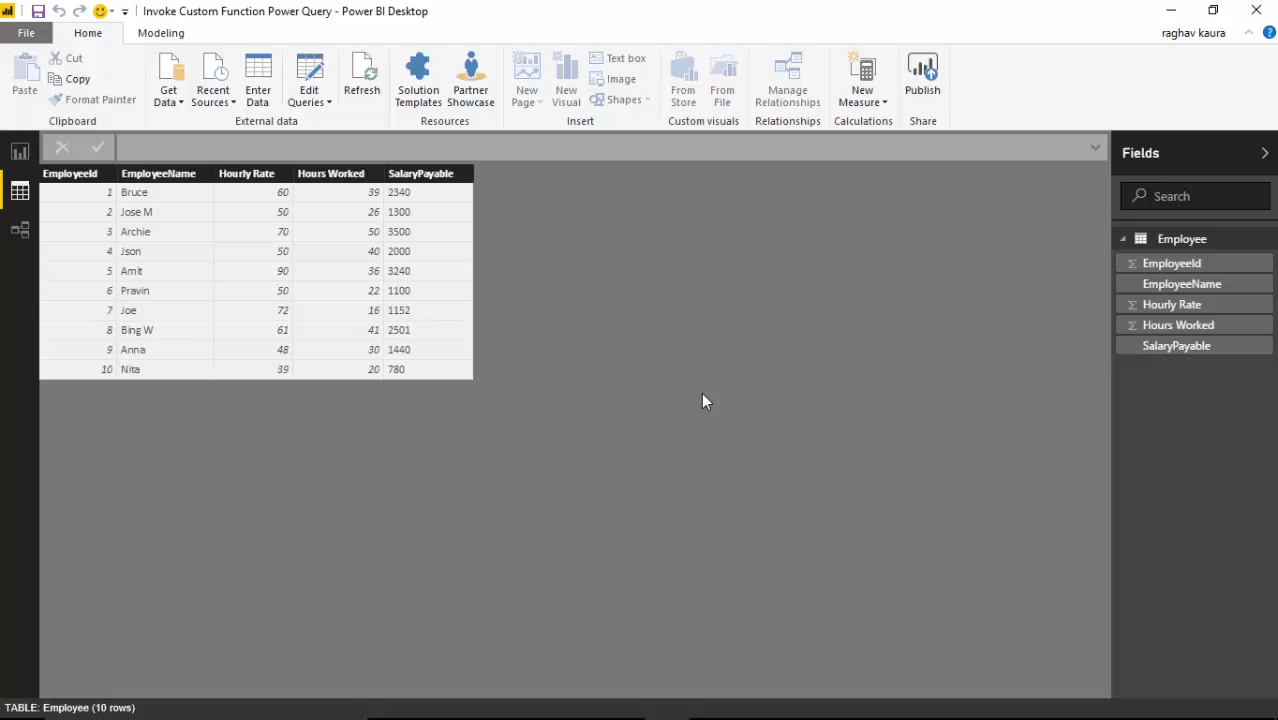 Invoke Custom Function Power Query - Power BI Desktop
File Home Modeling raghav kaura ?
Paste Cut Copy Format Painter
Clipboard
Get Data Recent Sources Enter Data Edit Queries Refresh
External data
Solution Templates Partner Showcase
Resources
New Page New Visual Text box Image Shapes
Insert
From Store From File
Custom visuals
Manage Relationships
Relationships
New Measure
Calculations
Publish
Share
EmployeeId EmployeeName Hourly Rate Hours Worked SalaryPayable
1 Bruce 60 39 2340
2 Jose M 50 26 1300
3 Archie 70 50 3500
4 Json 50 40 2000
5 Amit 90 36 3240
6 Pravin 50 22 1100
7 Joe 72 16 1152
8 Bing W 61 41 2501
9 Anna 48 30 1440
10 Nita 39 20 780
Fields
Search
Employee
Σ EmployeeId
EmployeeName
Σ Hourly Rate
Σ Hours Worked
SalaryPayable
TABLE: Employee (10 rows)